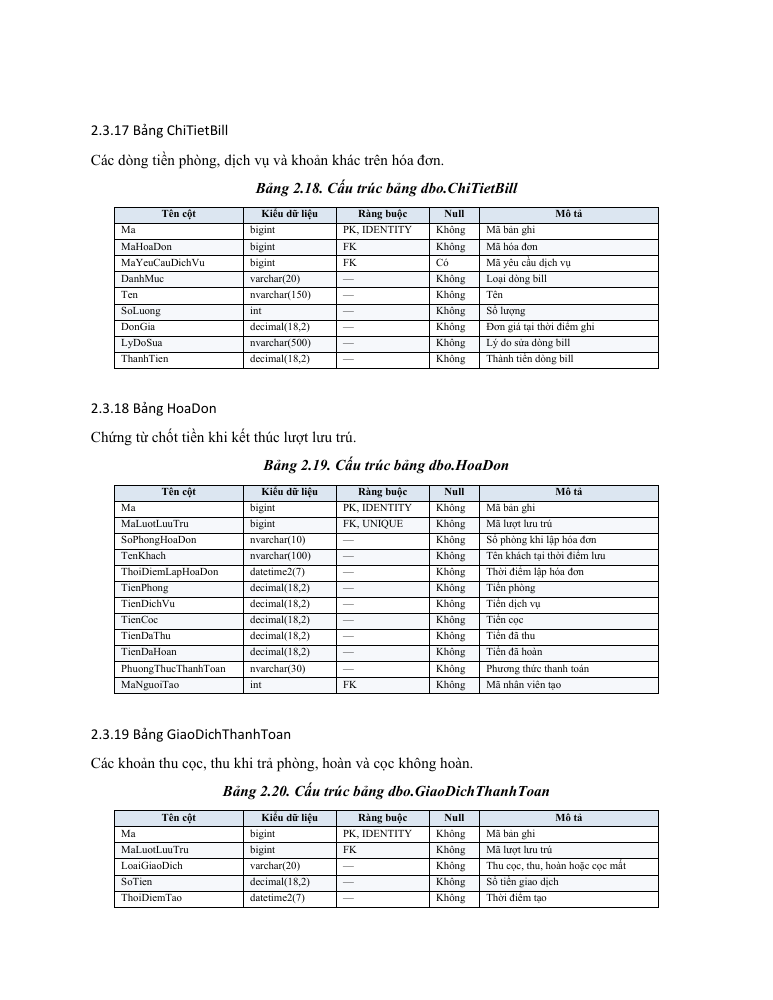 2.3.17 Bảng ChiTietBill
Các dòng tiền phòng, dịch vụ và khoản khác trên hóa đơn.
Bảng 2.18. Cấu trúc bảng dbo.ChiTietBill
Tên cột Kiểu dữ liệu Ràng buộc Null Mô tả
Ma bigint PK, IDENTITY Không Mã bản ghi
MaHoaDon bigint FK Không Mã hóa đơn
MaYeuCauDichVu bigint FK Có Mã yêu cầu dịch vụ
DanhMuc varchar(20) — Không Loại dòng bill
Ten nvarchar(150) — Không Tên
SoLuong int — Không Số lượng
DonGia decimal(18,2) — Không Đơn giá tại thời điểm ghi
LyDoSua nvarchar(500) — Không Lý do sửa dòng bill
ThanhTien decimal(18,2) — Không Thành tiền dòng bill
2.3.18 Bảng HoaDon
Chứng từ chốt tiền khi kết thúc lượt lưu trú.
Bảng 2.19. Cấu trúc bảng dbo.HoaDon
Tên cột Kiểu dữ liệu Ràng buộc Null Mô tả
Ma bigint PK, IDENTITY Không Mã bản ghi
MaLuotLuuTru bigint FK, UNIQUE Không Mã lượt lưu trú
SoPhongHoaDon nvarchar(10) — Không Số phòng khi lập hóa đơn
TenKhach nvarchar(100) — Không Tên khách tại thời điểm lưu
ThoiDiemLapHoaDon datetime2(7) — Không Thời điểm lập hóa đơn
TienPhong decimal(18,2) — Không Tiền phòng
TienDichVu decimal(18,2) — Không Tiền dịch vụ
TienCoc decimal(18,2) — Không Tiền cọc
TienDaThu decimal(18,2) — Không Tiền đã thu
TienDaHoan decimal(18,2) — Không Tiền đã hoàn
PhuongThucThanhToan nvarchar(30) — Không Phương thức thanh toán
MaNguoiTao int FK Không Mã nhân viên tạo
2.3.19 Bảng GiaoDichThanhToan
Các khoản thu cọc, thu khi trả phòng, hoàn và cọc không hoàn.
Bảng 2.20. Cấu trúc bảng dbo.GiaoDichThanhToan
Tên cột Kiểu dữ liệu Ràng buộc Null Mô tả
Ma bigint PK, IDENTITY Không Mã bản ghi
MaLuotLuuTru bigint FK Không Mã lượt lưu trú
LoaiGiaoDich varchar(20) — Không Thu cọc, thu, hoàn hoặc cọc mất
SoTien decimal(18,2) — Không Số tiền giao dịch
ThoiDiemTao datetime2(7) — Không Thời điểm tạo